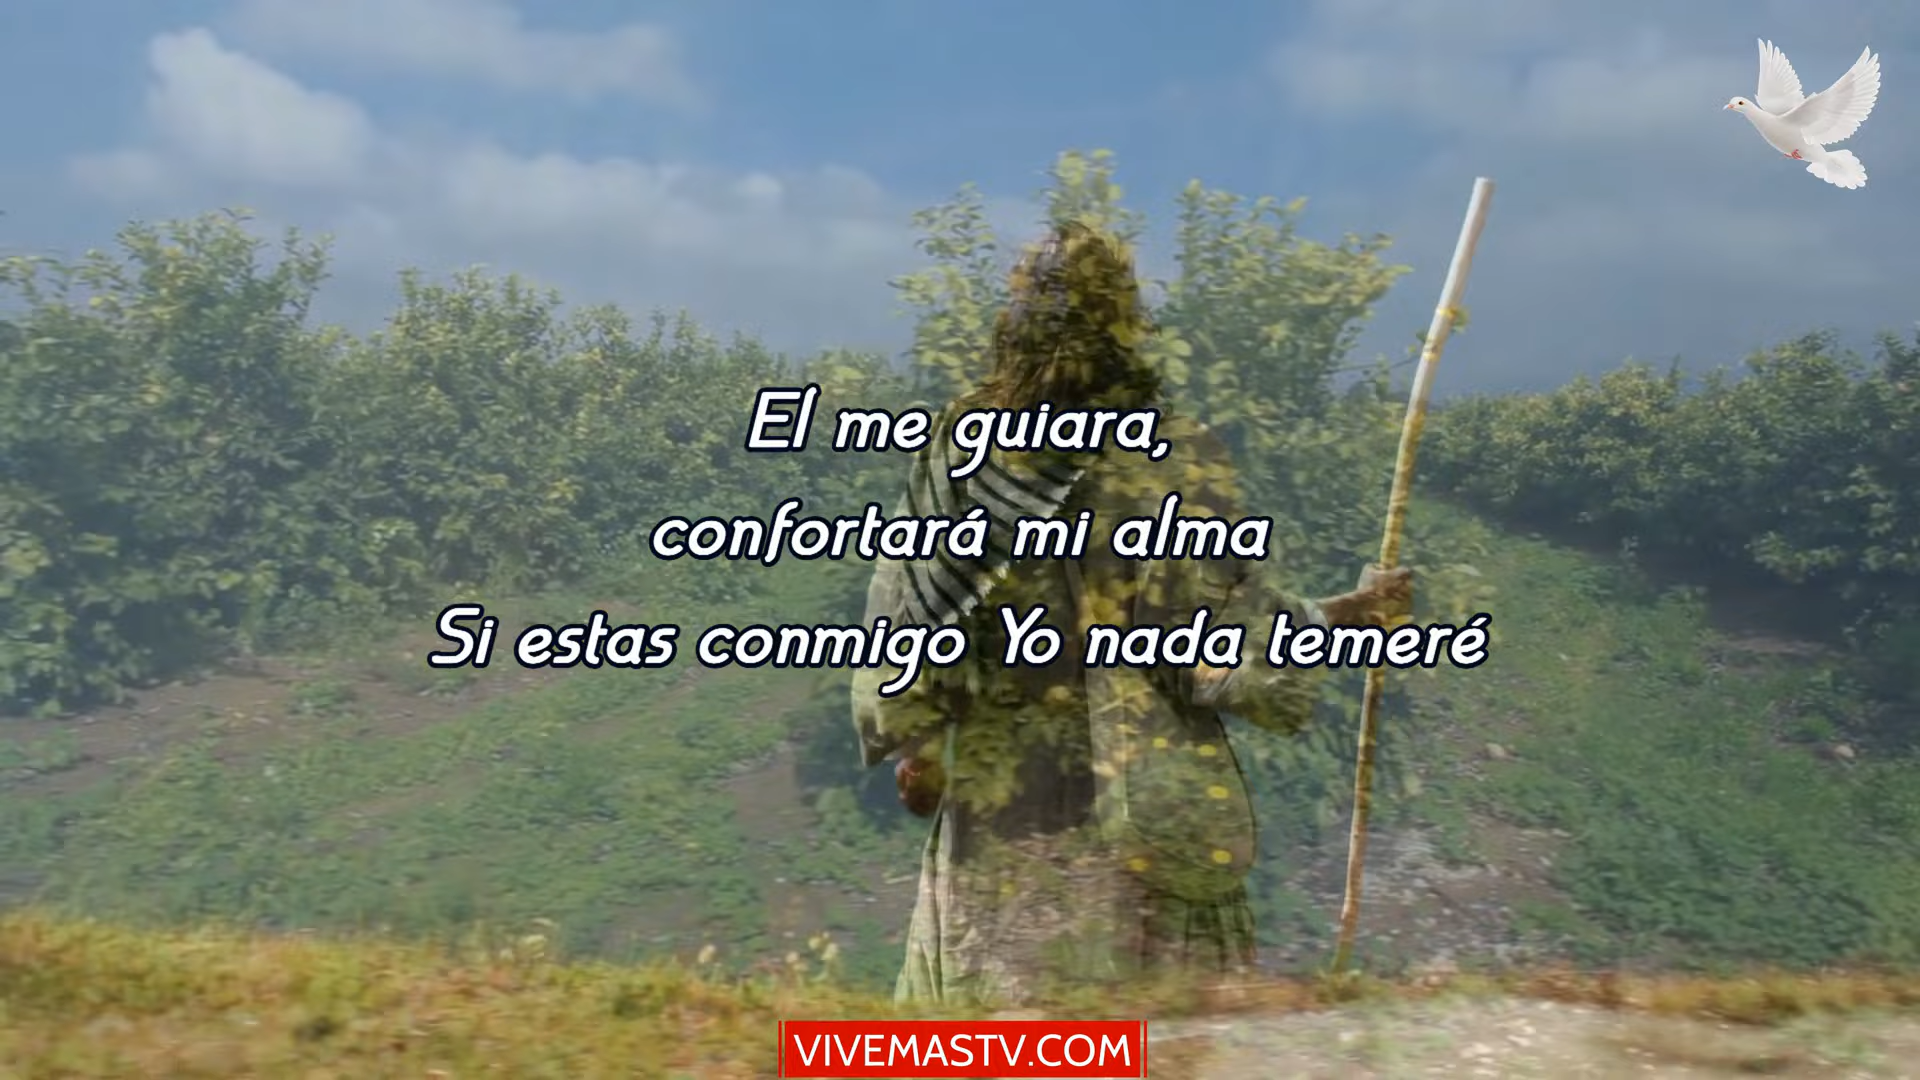 El me guiara,
confortará mi alma
Si estas conmigo Yo nada temeré
VIVEMASTV.COM